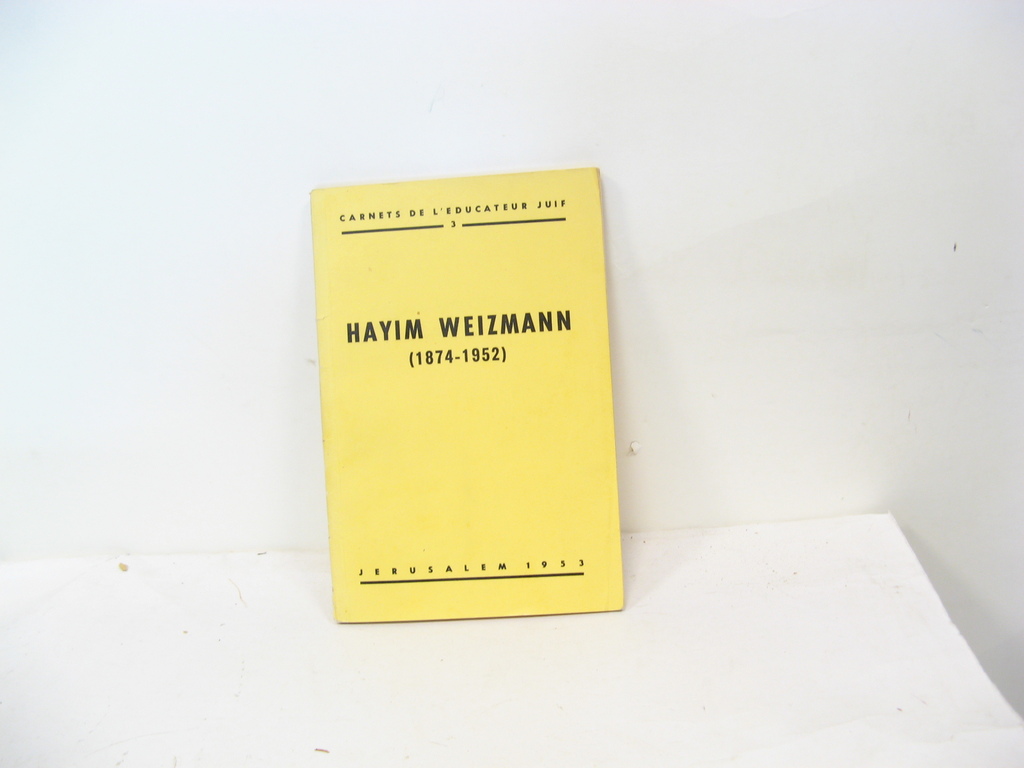 CARNETS DE L'EDUCATEUR JUIF
3
HAYIM WEIZMANN
(1874-1952)
JERUSALEM 1953